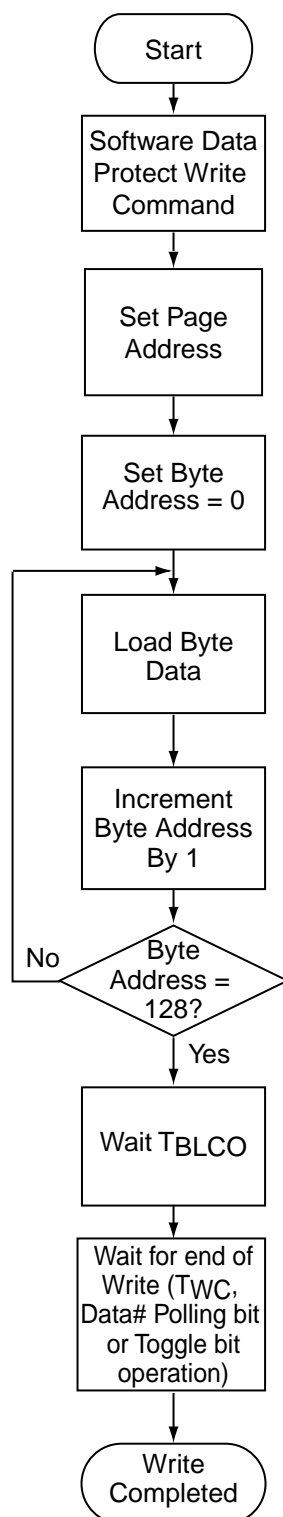 Start
Software Data
Protect Write
Command
Set Page
Address
Set Byte
Address = 0
Load Byte
Data
Increment
Byte Address
By 1
No
Byte
Address =
128?
Yes
Wait TBLCO
Wait for end of
Write (TWC,
Data# Polling bit
or Toggle bit
operation)
Write
Completed